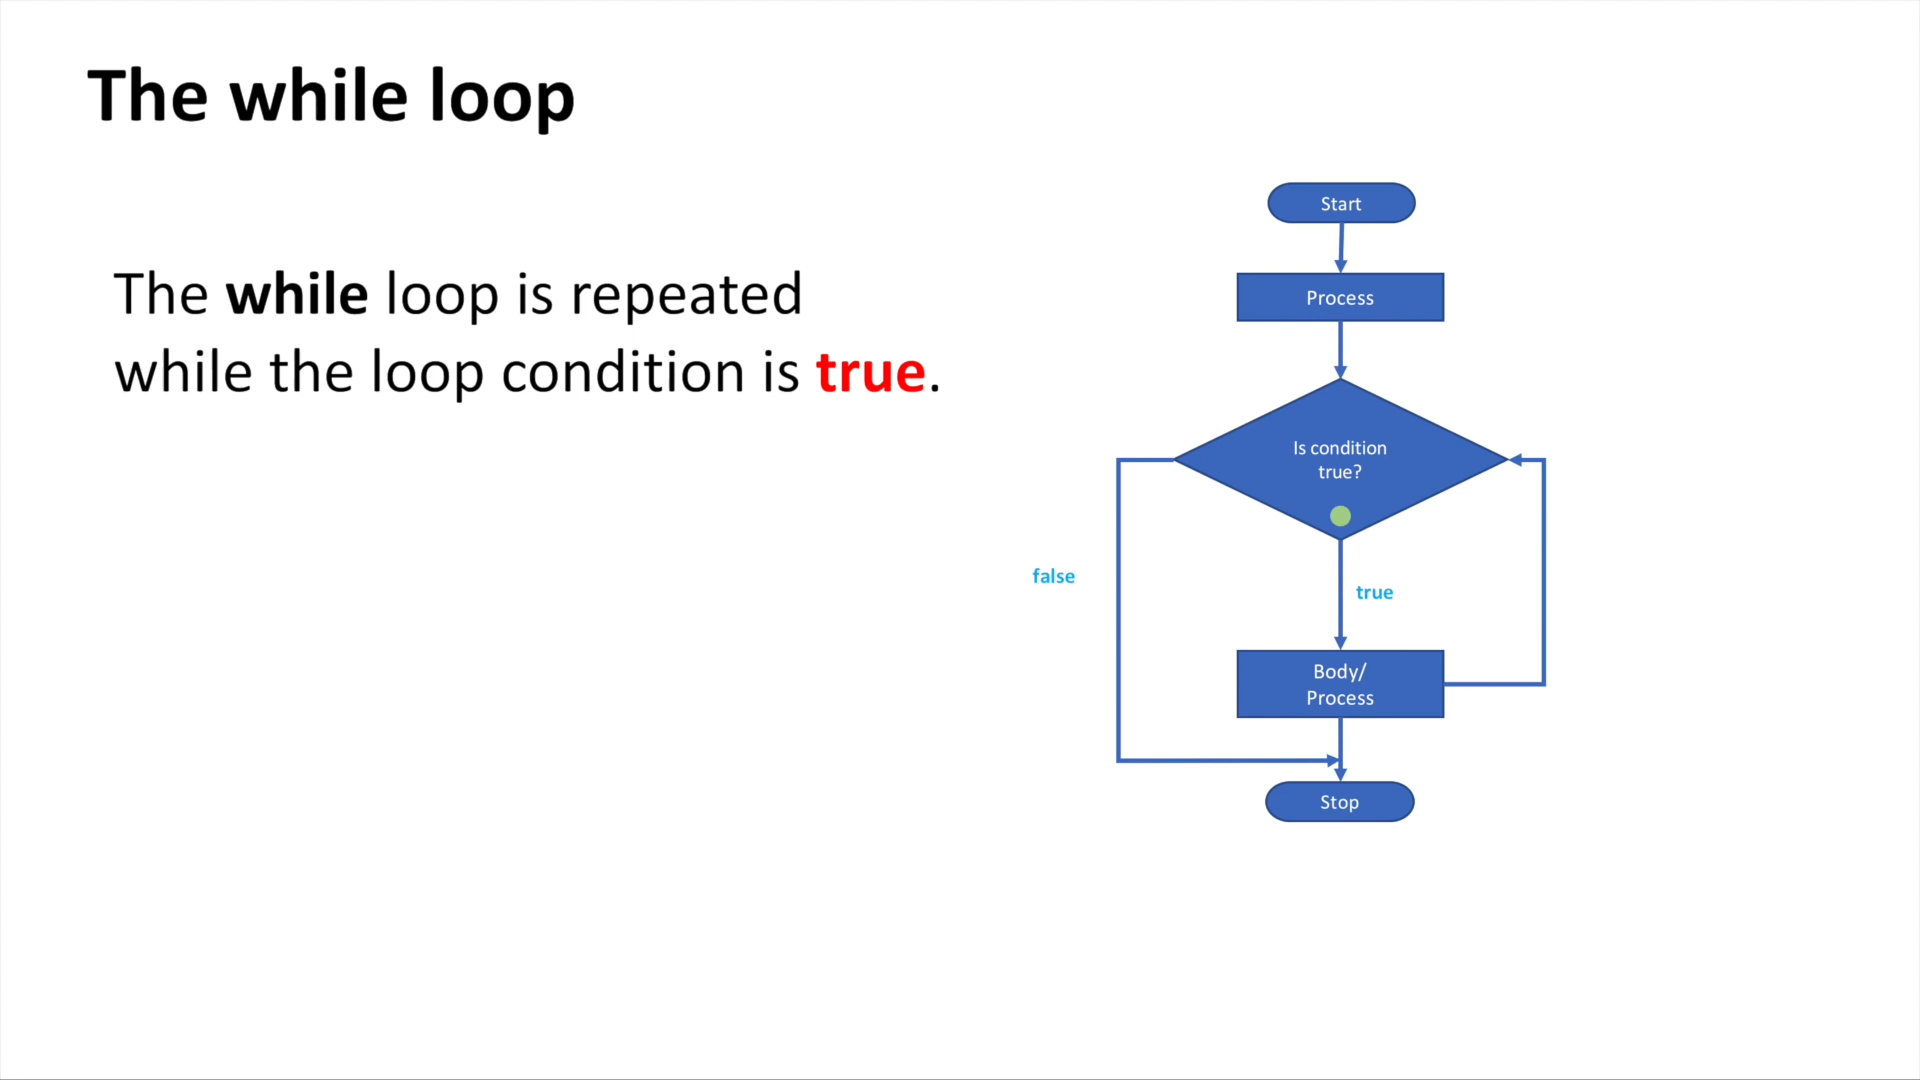 The while loop
The while loop is repeated
while the loop condition is true.
Start
Process
Is condition
true?
false
true
Body/
Process
Stop